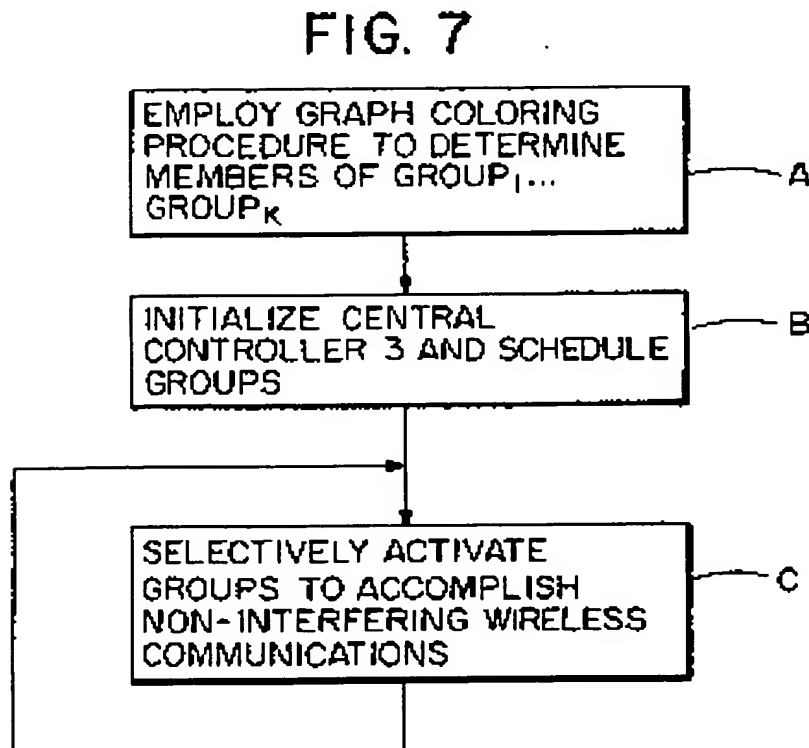 FIG. 7
EMPLOY GRAPH COLORING
PROCEDURE TO DETERMINE
MEMBERS OF GROUP₁...
GROUPₖ
A
INITIALIZE CENTRAL
CONTROLLER 3 AND SCHEDULE
GROUPS
B
SELECTIVELY ACTIVATE
GROUPS TO ACCOMPLISH
NON-INTERFERING WIRELESS
COMMUNICATIONS
C